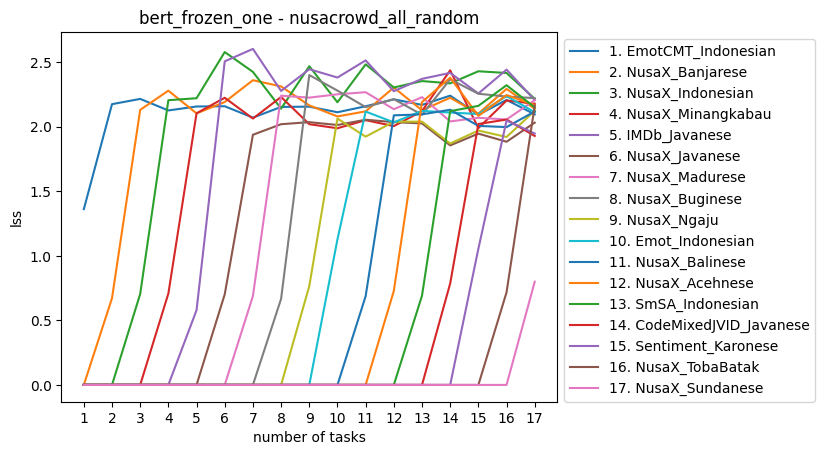 bert_frozen_one - nusacrowd_all_random
lss
2.5
2.0
1.5
1.0
0.5
0.0
1 2 3 4 5 6 7 8 9 10 11 12 13 14 15 16 17
number of tasks
1. EmotCMT_Indonesian
2. NusaX_Banjarese
3. NusaX_Indonesian
4. NusaX_Minangkabau
5. IMDb_Javanese
6. NusaX_Javanese
7. NusaX_Madurese
8. NusaX_Buginese
9. NusaX_Ngaju
10. Emot_Indonesian
11. NusaX_Balinese
12. NusaX_Acehnese
13. SmSA_Indonesian
14. CodeMixedJVID_Javanese
15. Sentiment_Karonese
16. NusaX_TobaBatak
17. NusaX_Sundanese